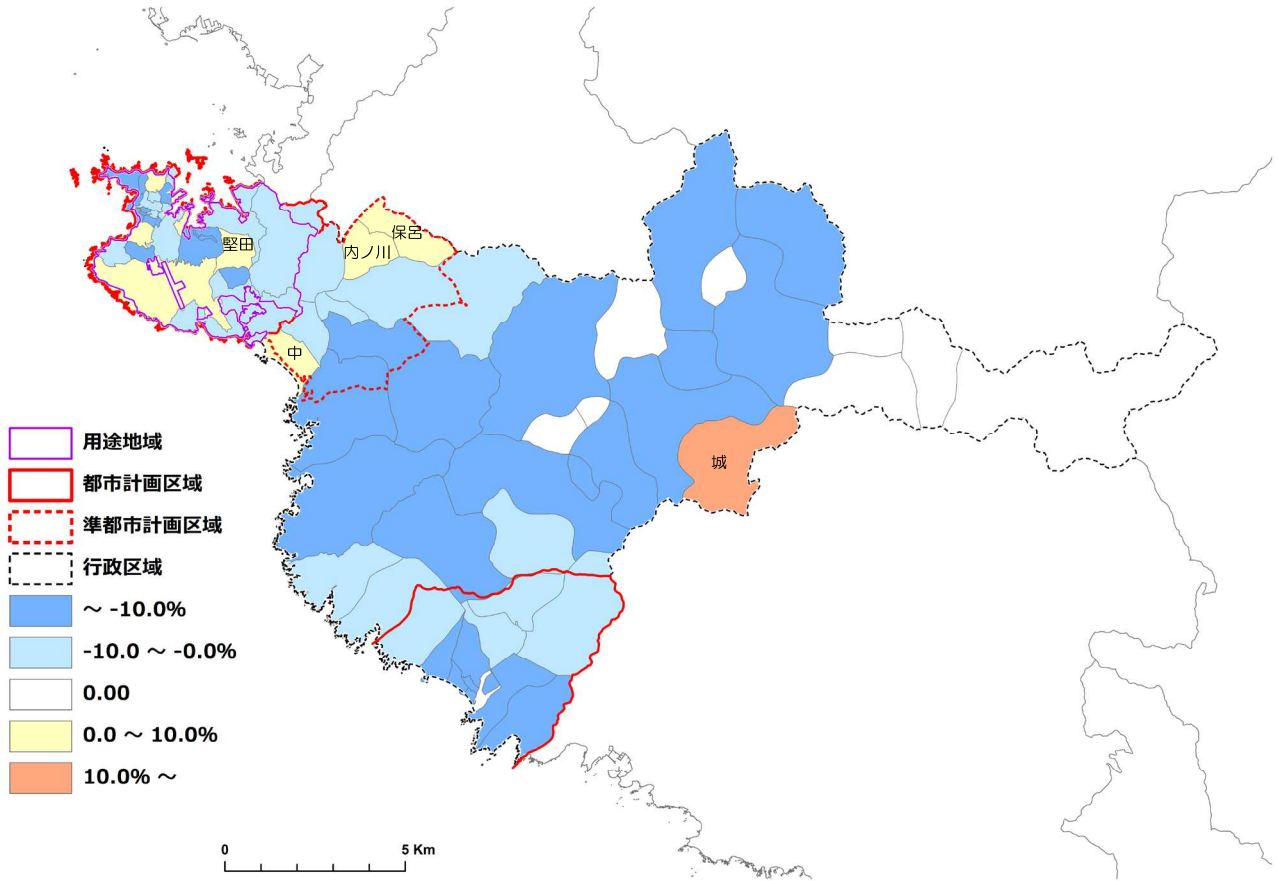 保呂
堅田
内ノ川
中
城
用途地域
都市計画区域
準都市計画区域
行政区域
～ -10.0%
-10.0 ～ -0.0%
0.00
0.0 ～ 10.0%
10.0% ～
0 5 Km